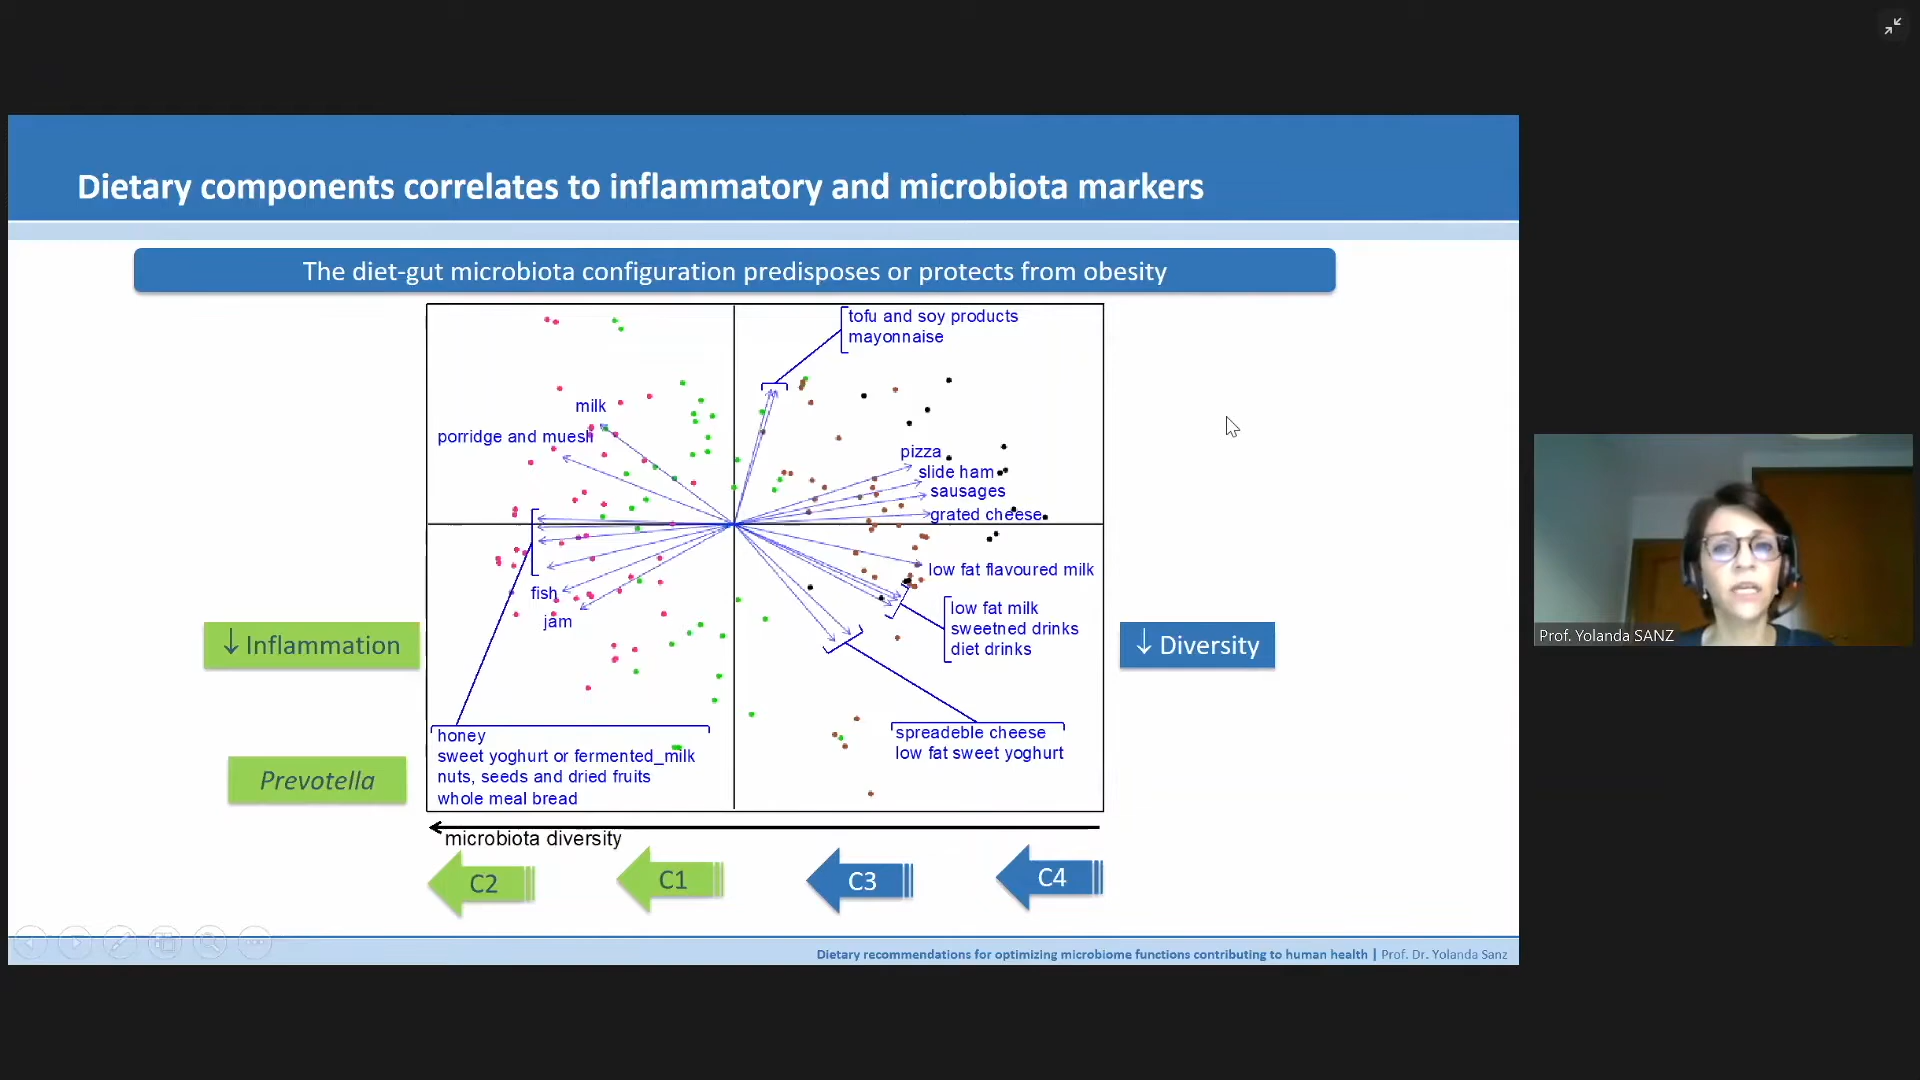 Dietary components correlates to inflammatory and microbiota markers
The diet-gut microbiota configuration predisposes or protects from obesity
tofu and soy products
mayonnaise
milk
porridge and muesli
pizza
slide ham
sausages
grated cheese
low fat flavoured milk
fish
jam
low fat milk
sweetned drinks
diet drinks
↓ Inflammation
↓ Diversity
Prof. Yolanda SANZ
honey
sweet yoghurt or fermented_milk
nuts, seeds and dried fruits
whole meal bread
spreadeble cheese
low fat sweet yoghurt
Prevotella
microbiota diversity
C2
C1
C3
C4
Dietary recommendations for optimizing microbiome functions contributing to human health | Prof. Dr. Yolanda Sanz